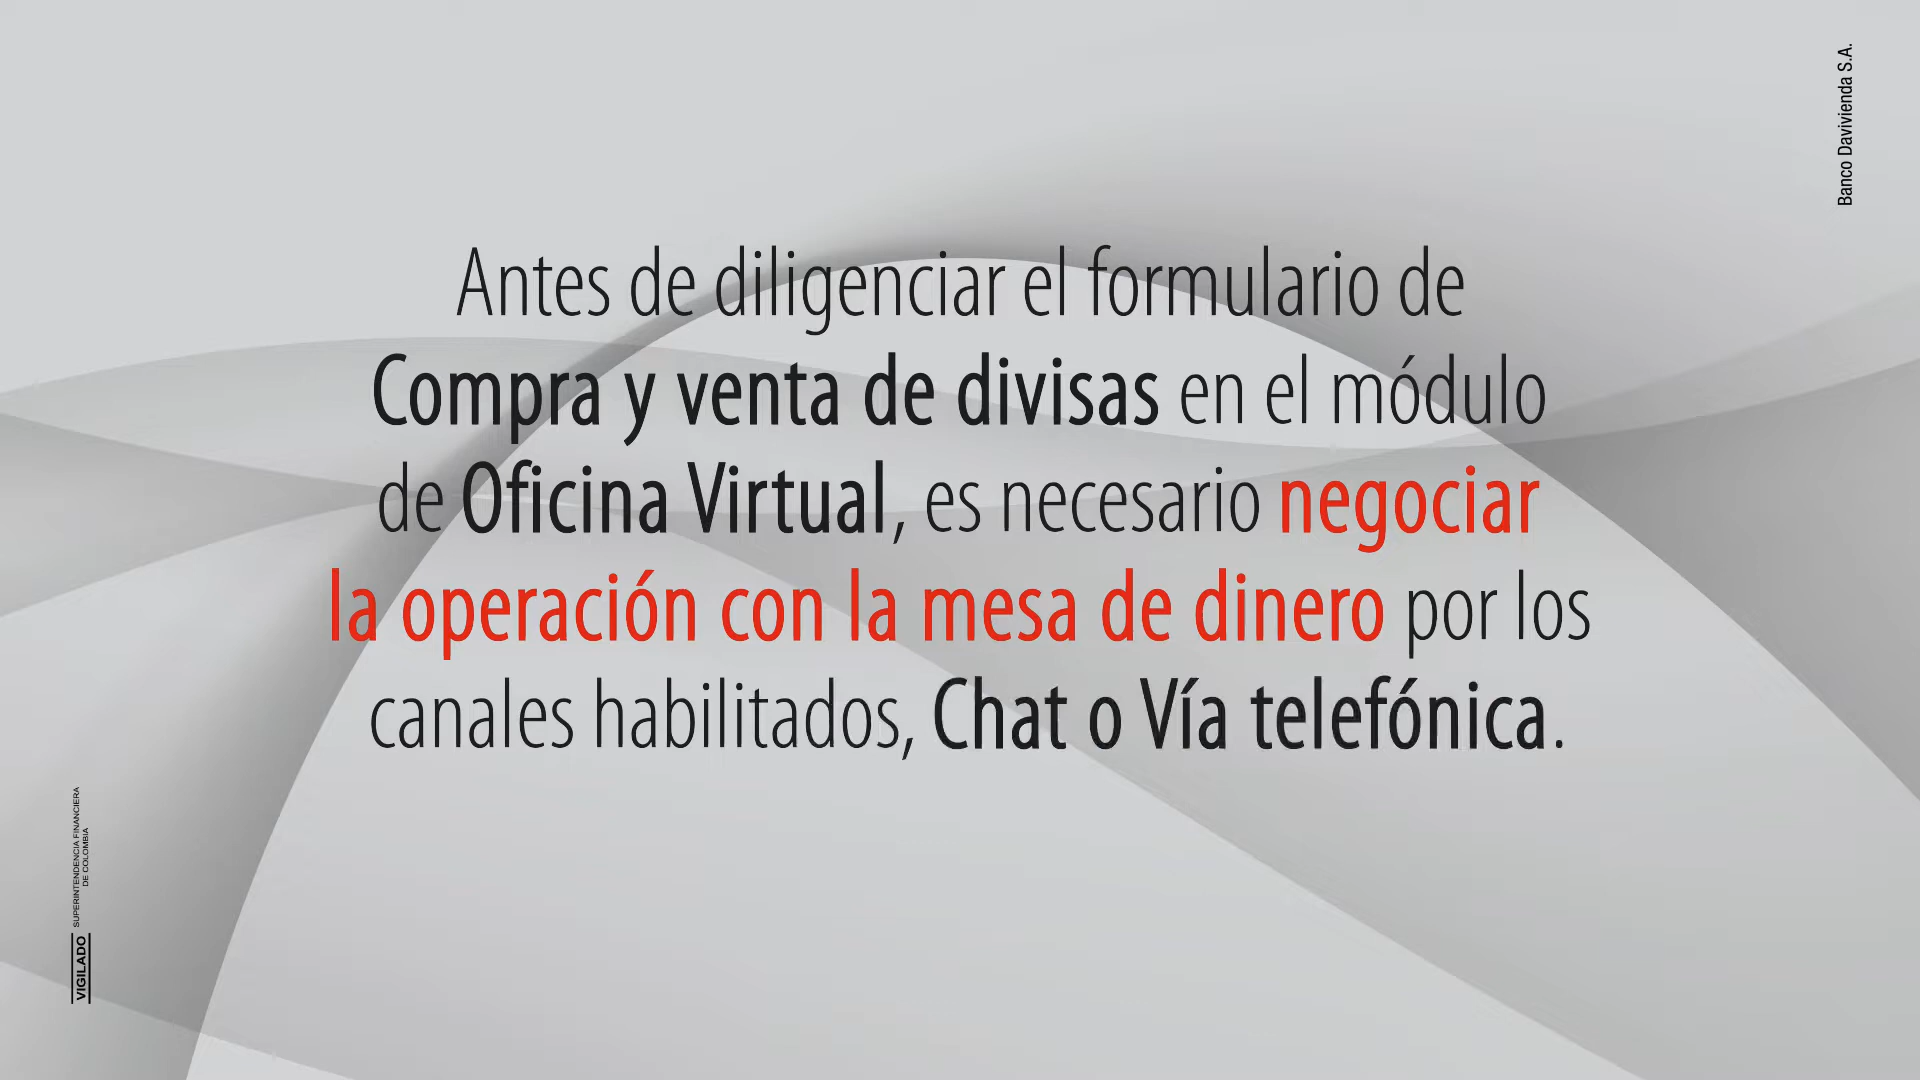 Banco Davivienda S.A.
Antes de diligenciar el formulario de
Compra y venta de divisas en el módulo
de Oficina Virtual, es necesario negociar
la operación con la mesa de dinero por los
canales habilitados, Chat o Vía telefónica.
VIGILADO
SUPERINTENDENCIA FINANCIERA
DE COLOMBIA